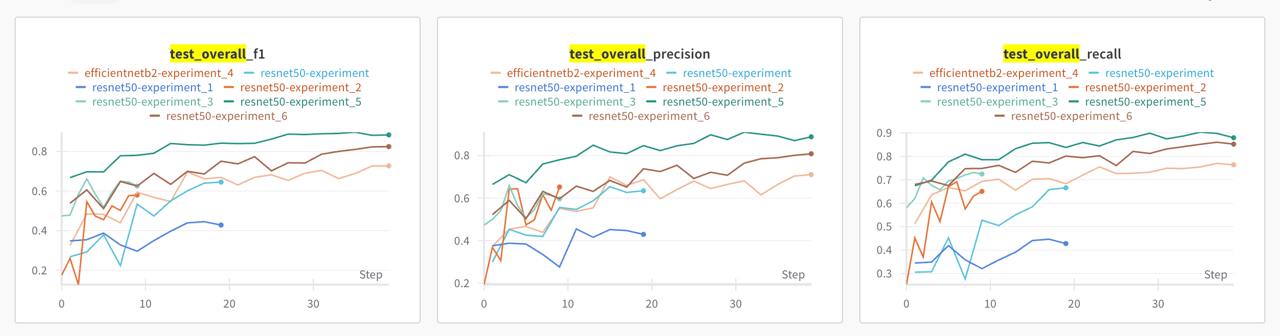 test_overall_f1
efficientnetb2-experiment_4 resnet50-experiment
resnet50-experiment_1 resnet50-experiment_2
resnet50-experiment_3 resnet50-experiment_5
resnet50-experiment_6
0.8
0.6
0.4
0.2
Step
0 10 20 30
test_overall_precision
efficientnetb2-experiment_4 resnet50-experiment
resnet50-experiment_1 resnet50-experiment_2
resnet50-experiment_3 resnet50-experiment_5
resnet50-experiment_6
0.8
0.6
0.4
0.2
Step
0 10 20 30
test_overall_recall
efficientnetb2-experiment_4 resnet50-experiment
resnet50-experiment_1 resnet50-experiment_2
resnet50-experiment_3 resnet50-experiment_5
resnet50-experiment_6
0.9
0.8
0.7
0.6
0.5
0.4
0.3
Step
0 10 20 30